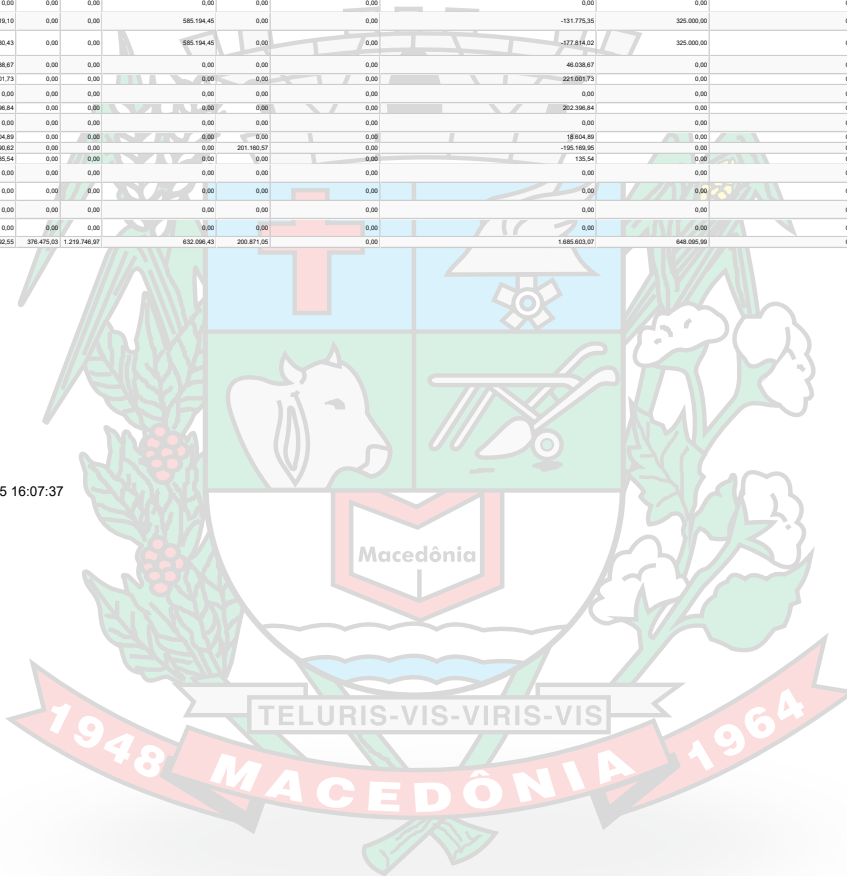 0,00 0,00 0,00 0,00 0,00 0,00 0,00
19,10 0,00 0,00 585.194,45 0,00 0,00 -131.775,35 325.000,00
0,43 0,00 0,00 585.194,45 0,00 0,00 -177.814,02 325.000,00
8,67 0,00 0,00 0,00 0,00 0,00 46.038,67 0,00
01,73 0,00 0,00 0,00 0,00 0,00 221.001,73 0,00
0,00 0,00 0,00 0,00 0,00 0,00 0,00 0,00
6,84 0,00 0,00 0,00 0,00 0,00 202.396,84 0,00
0,00 0,00 0,00 0,00 0,00 0,00 0,00 0,00
4,89 0,00 0,00 0,00 0,00 0,00 18.604,89 0,00
0,62 0,00 0,00 0,00 201.160,57 0,00 -195.169,95 0,00
5,54 0,00 0,00 0,00 0,00 0,00 135,54 0,00
0,00 0,00 0,00 0,00 0,00 0,00 0,00 0,00
0,00 0,00 0,00 0,00 0,00 0,00 0,00 0,00
0,00 0,00 0,00 0,00 0,00 0,00 0,00 0,00
0,00 0,00 0,00 0,00 0,00 0,00 0,00 0,00
92,55 376.475,03 1.219.746,97 632.096,43 200.871,05 0,00 1.685.603,07 648.095,99
5 16:07:37
Macedônia
TELURIS-VIS-VIRIS-VIS
1948 MACEDÔNIA 1964